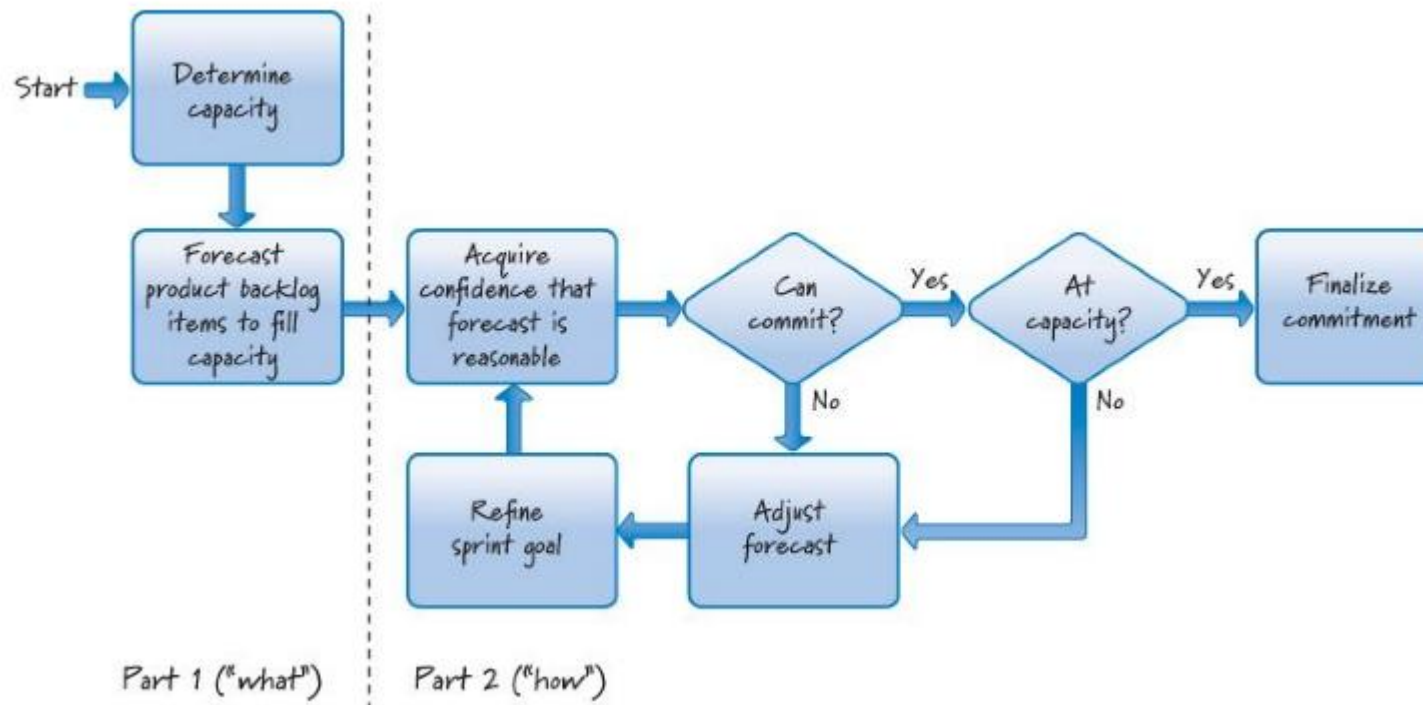 Start
Determine
capacity
Forecast
product backlog
items to fill
capacity
Acquire
confidence that
forecast is
reasonable
Can
commit?
Yes
At
capacity?
Yes
Finalize
commitment
No
No
Refine
sprint goal
Adjust
forecast
Part 1 ("what")
Part 2 ("how")